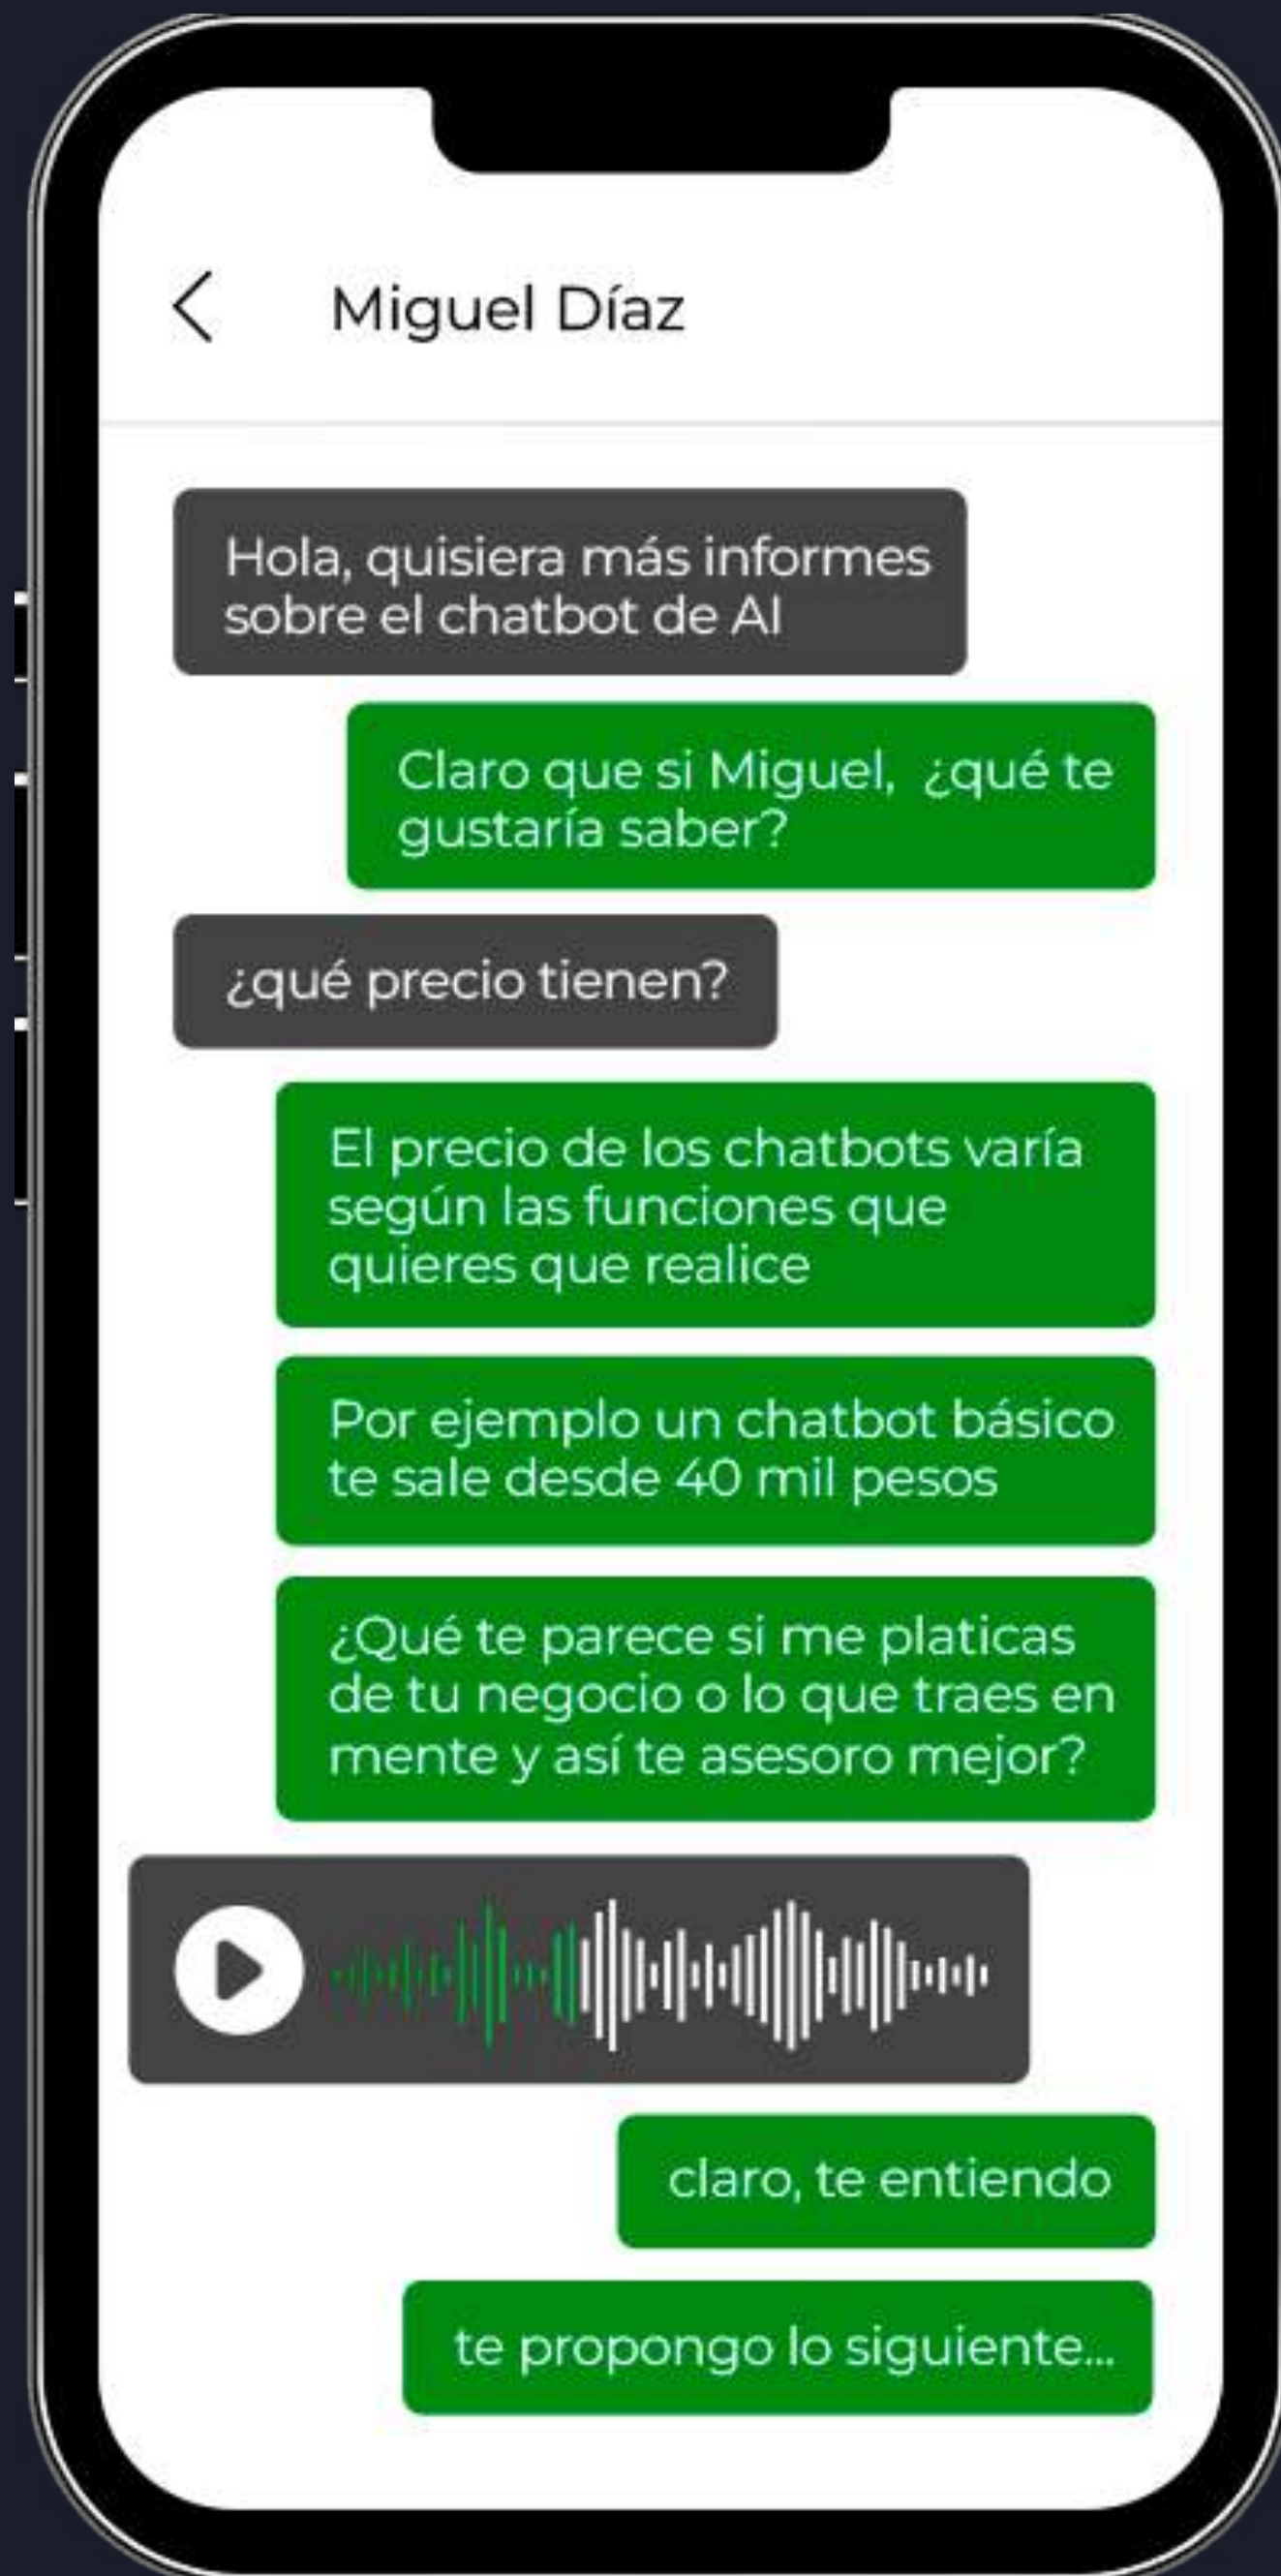 Miguel Díaz
Hola, quisiera más informes
sobre el chatbot de AI
Claro que si Miguel,  ¿qué te
gustaría saber?
¿qué precio tienen?
El precio de los chatbots varía
según las funciones que
quieres que realice
Por ejemplo un chatbot básico
te sale desde 40 mil pesos
¿Qué te parece si me platicas
de tu negocio o lo que traes en
mente y así te asesoro mejor?
claro, te entiendo
te propongo lo siguiente...